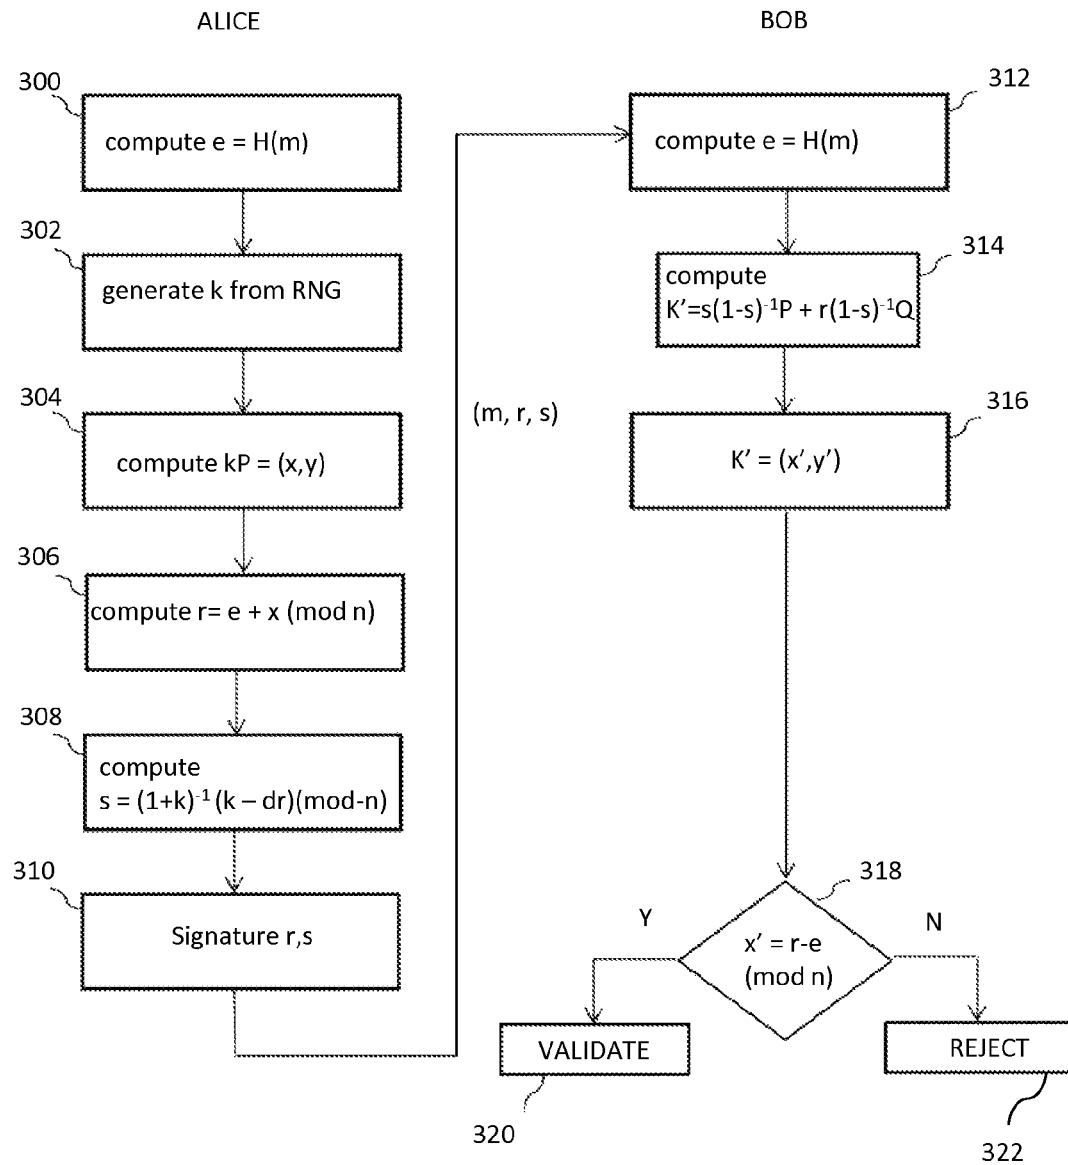 ALICE
300
compute e = H(m)
302
generate k from RNG
304
compute kP = (x,y)
306
compute r= e + x (mod n)
308
compute
s = (1+k)⁻¹ (k – dr)(mod-n)
310
Signature r,s
(m, r, s)
BOB
312
compute e = H(m)
314
compute
K’=s(1-s)⁻¹P + r(1-s)⁻¹Q
316
K’ = (x’,y’)
318
x’ = r-e
(mod n)
Y
N
VALIDATE
320
REJECT
322